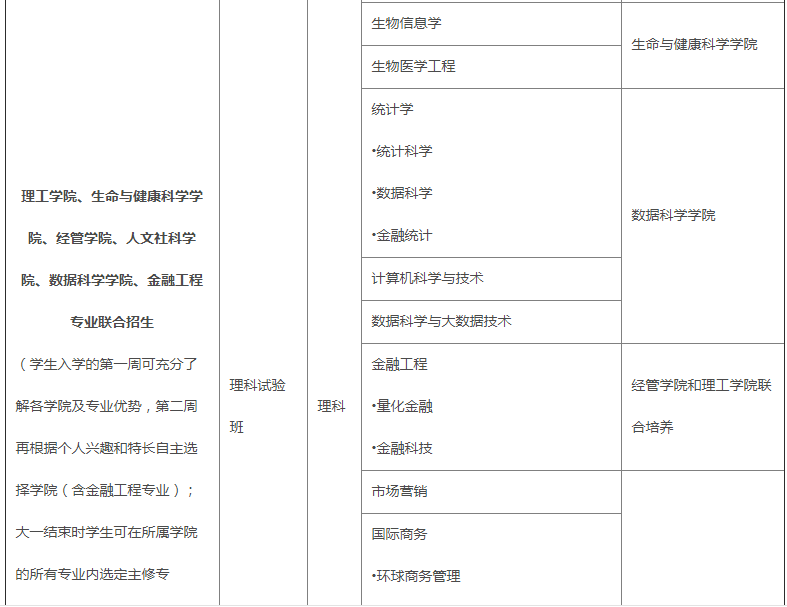 理工学院、生命与健康科学学
院、经管学院、人文社科学
院、数据科学学院、金融工程
专业联合招生
（学生入学的第一周可充分了
解各学院及专业优势，第二周
再根据个人兴趣和特长自主选
择学院（含金融工程专业）；
大一结束时学生可在所属学院
的所有专业内选定主修专
理科试验
班
理科
生物信息学
生物医学工程
生命与健康科学学院
统计学
•统计科学
•数据科学
•金融统计
计算机科学与技术
数据科学与大数据技术
数据科学学院
金融工程
•量化金融
•金融科技
经管学院和理工学院联
合培养
市场营销
国际商务
•环球商务管理